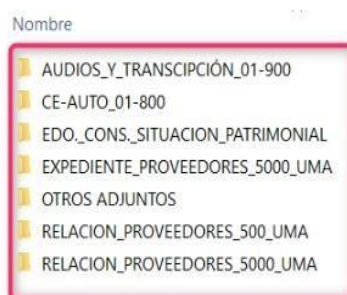 Nombre
AUDIOS_Y_TRANSCIPCIÓN_01-900
CE-AUTO_01-800
EDO._CONS._SITUACION_PATRIMONIAL
EXPEDIENTE_PROVEEDORES_5000_UMA
OTROS ADJUNTOS
RELACION_PROVEEDORES_500_UMA
RELACION_PROVEEDORES_5000_UMA